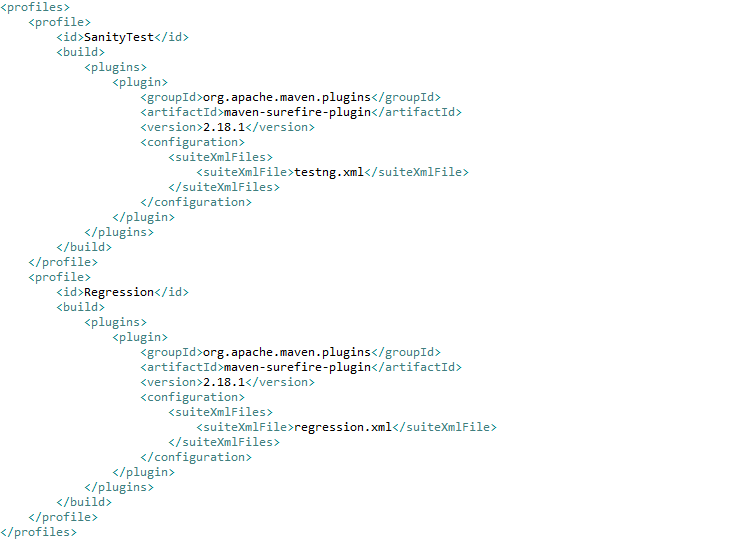 <profiles>
    <profile>
        <id>SanityTest</id>
        <build>
            <plugins>
                <plugin>
                    <groupId>org.apache.maven.plugins</groupId>
                    <artifactId>maven-surefire-plugin</artifactId>
                    <version>2.18.1</version>
                    <configuration>
                        <suiteXmlFiles>
                            <suiteXmlFile>testng.xml</suiteXmlFile>
                        </suiteXmlFiles>
                    </configuration>
                </plugin>
            </plugins>
        </build>
    </profile>
    <profile>
        <id>Regression</id>
        <build>
            <plugins>
                <plugin>
                    <groupId>org.apache.maven.plugins</groupId>
                    <artifactId>maven-surefire-plugin</artifactId>
                    <version>2.18.1</version>
                    <configuration>
                        <suiteXmlFiles>
                            <suiteXmlFile>regression.xml</suiteXmlFile>
                        </suiteXmlFiles>
                    </configuration>
                </plugin>
            </plugins>
        </build>
    </profile>
</profiles>